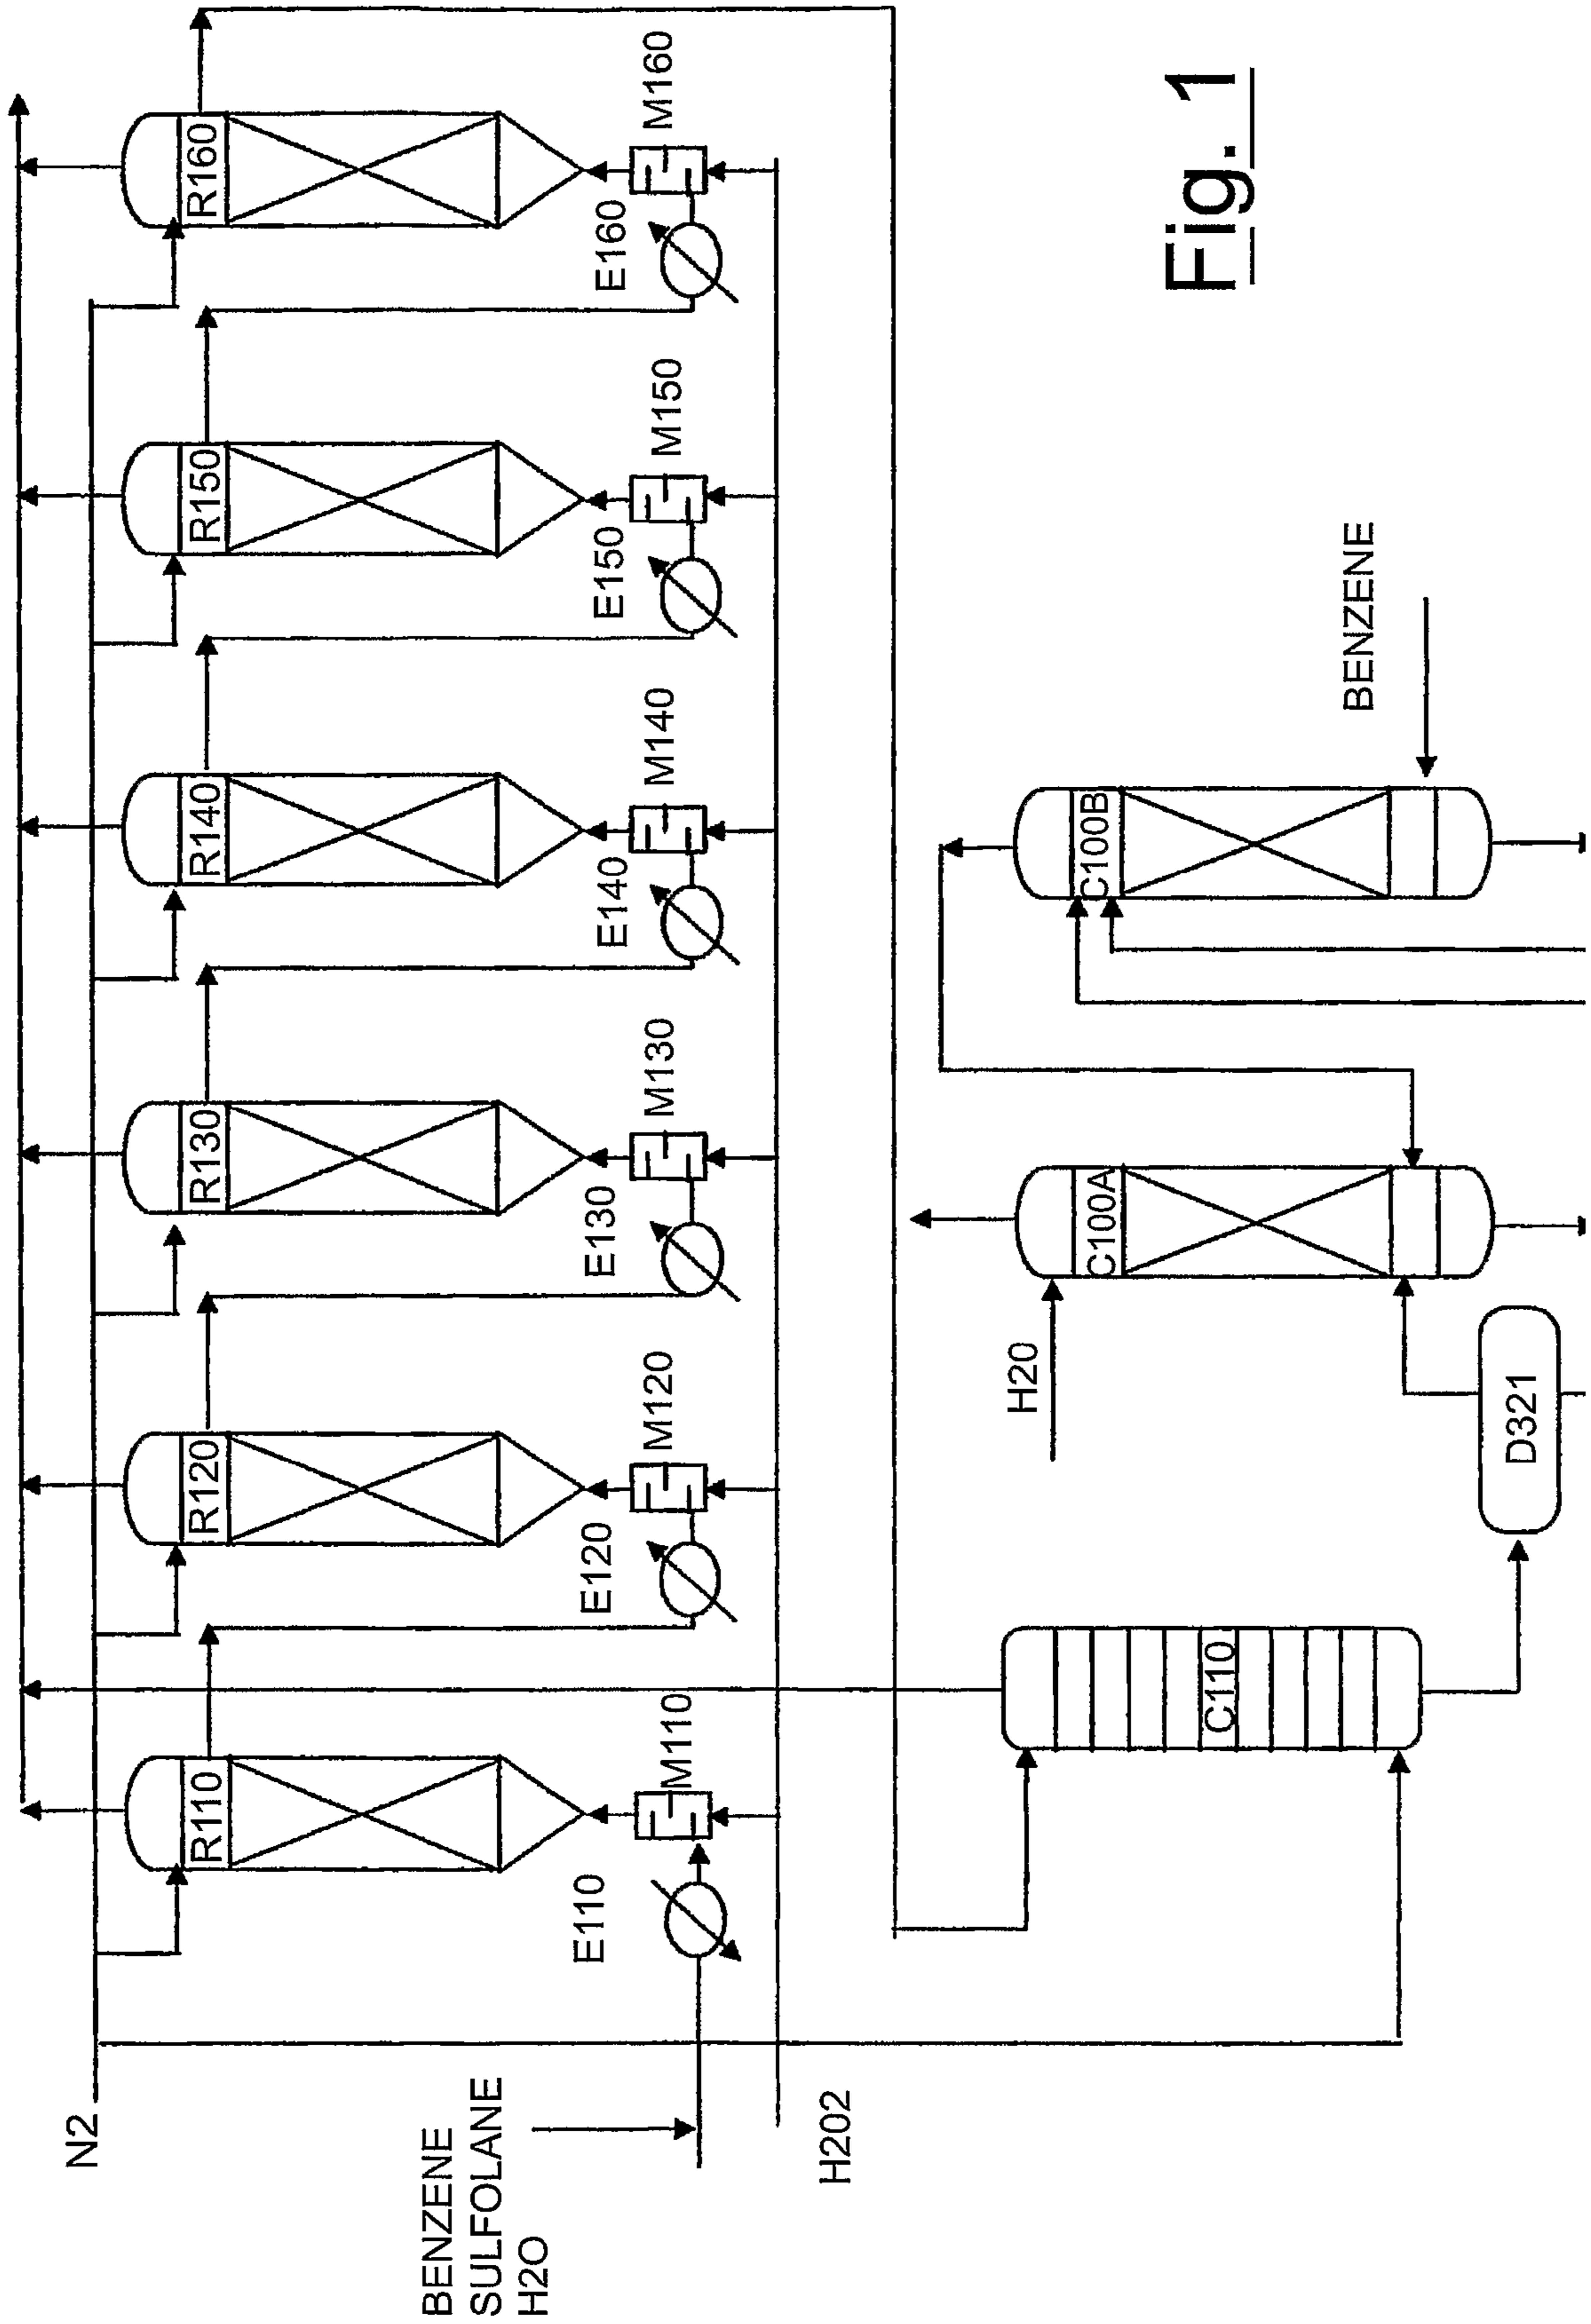 N2
R110
R120
R130
R140
R150
R160
E110
M110
E120
M120
E130
M130
E140
M140
E150
M150
E160
M160
BENZENE
SULFOLANE
H2O
H202
C110
D321
H20
C100A
C100B
BENZENE
Fig. 1